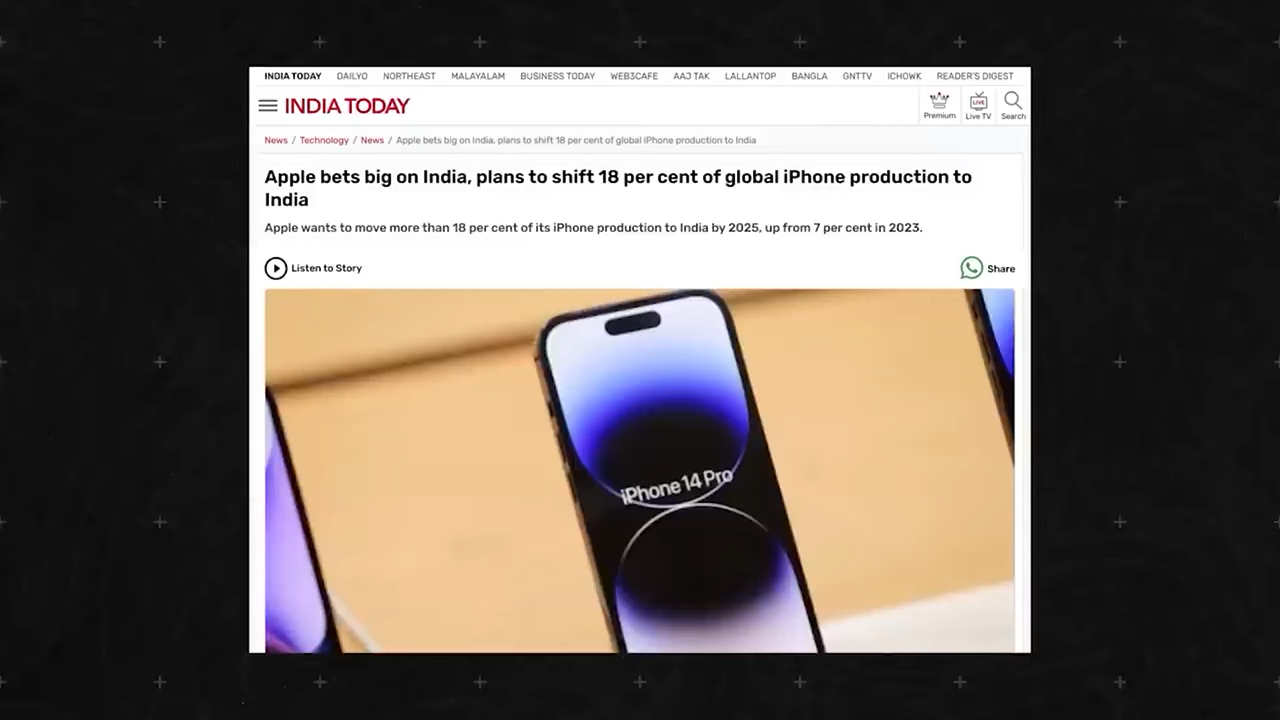 INDIA TODAY DAILYO NORTHEAST MALAYALAM BUSINESS TODAY WEB3CAFE AAJ TAK LALLANTOP BANGLA GNTTV ICHOWK READER'S DIGEST
INDIA TODAY
Premium
LIVE
Live TV
Search
News / Technology / News / Apple bets big on India, plans to shift 18 per cent of global iPhone production to India
Apple bets big on India, plans to shift 18 per cent of global iPhone production to
India
Apple wants to move more than 18 per cent of its iPhone production to India by 2025, up from 7 per cent in 2023.
Listen to Story
Share
iPhone 14 Pro